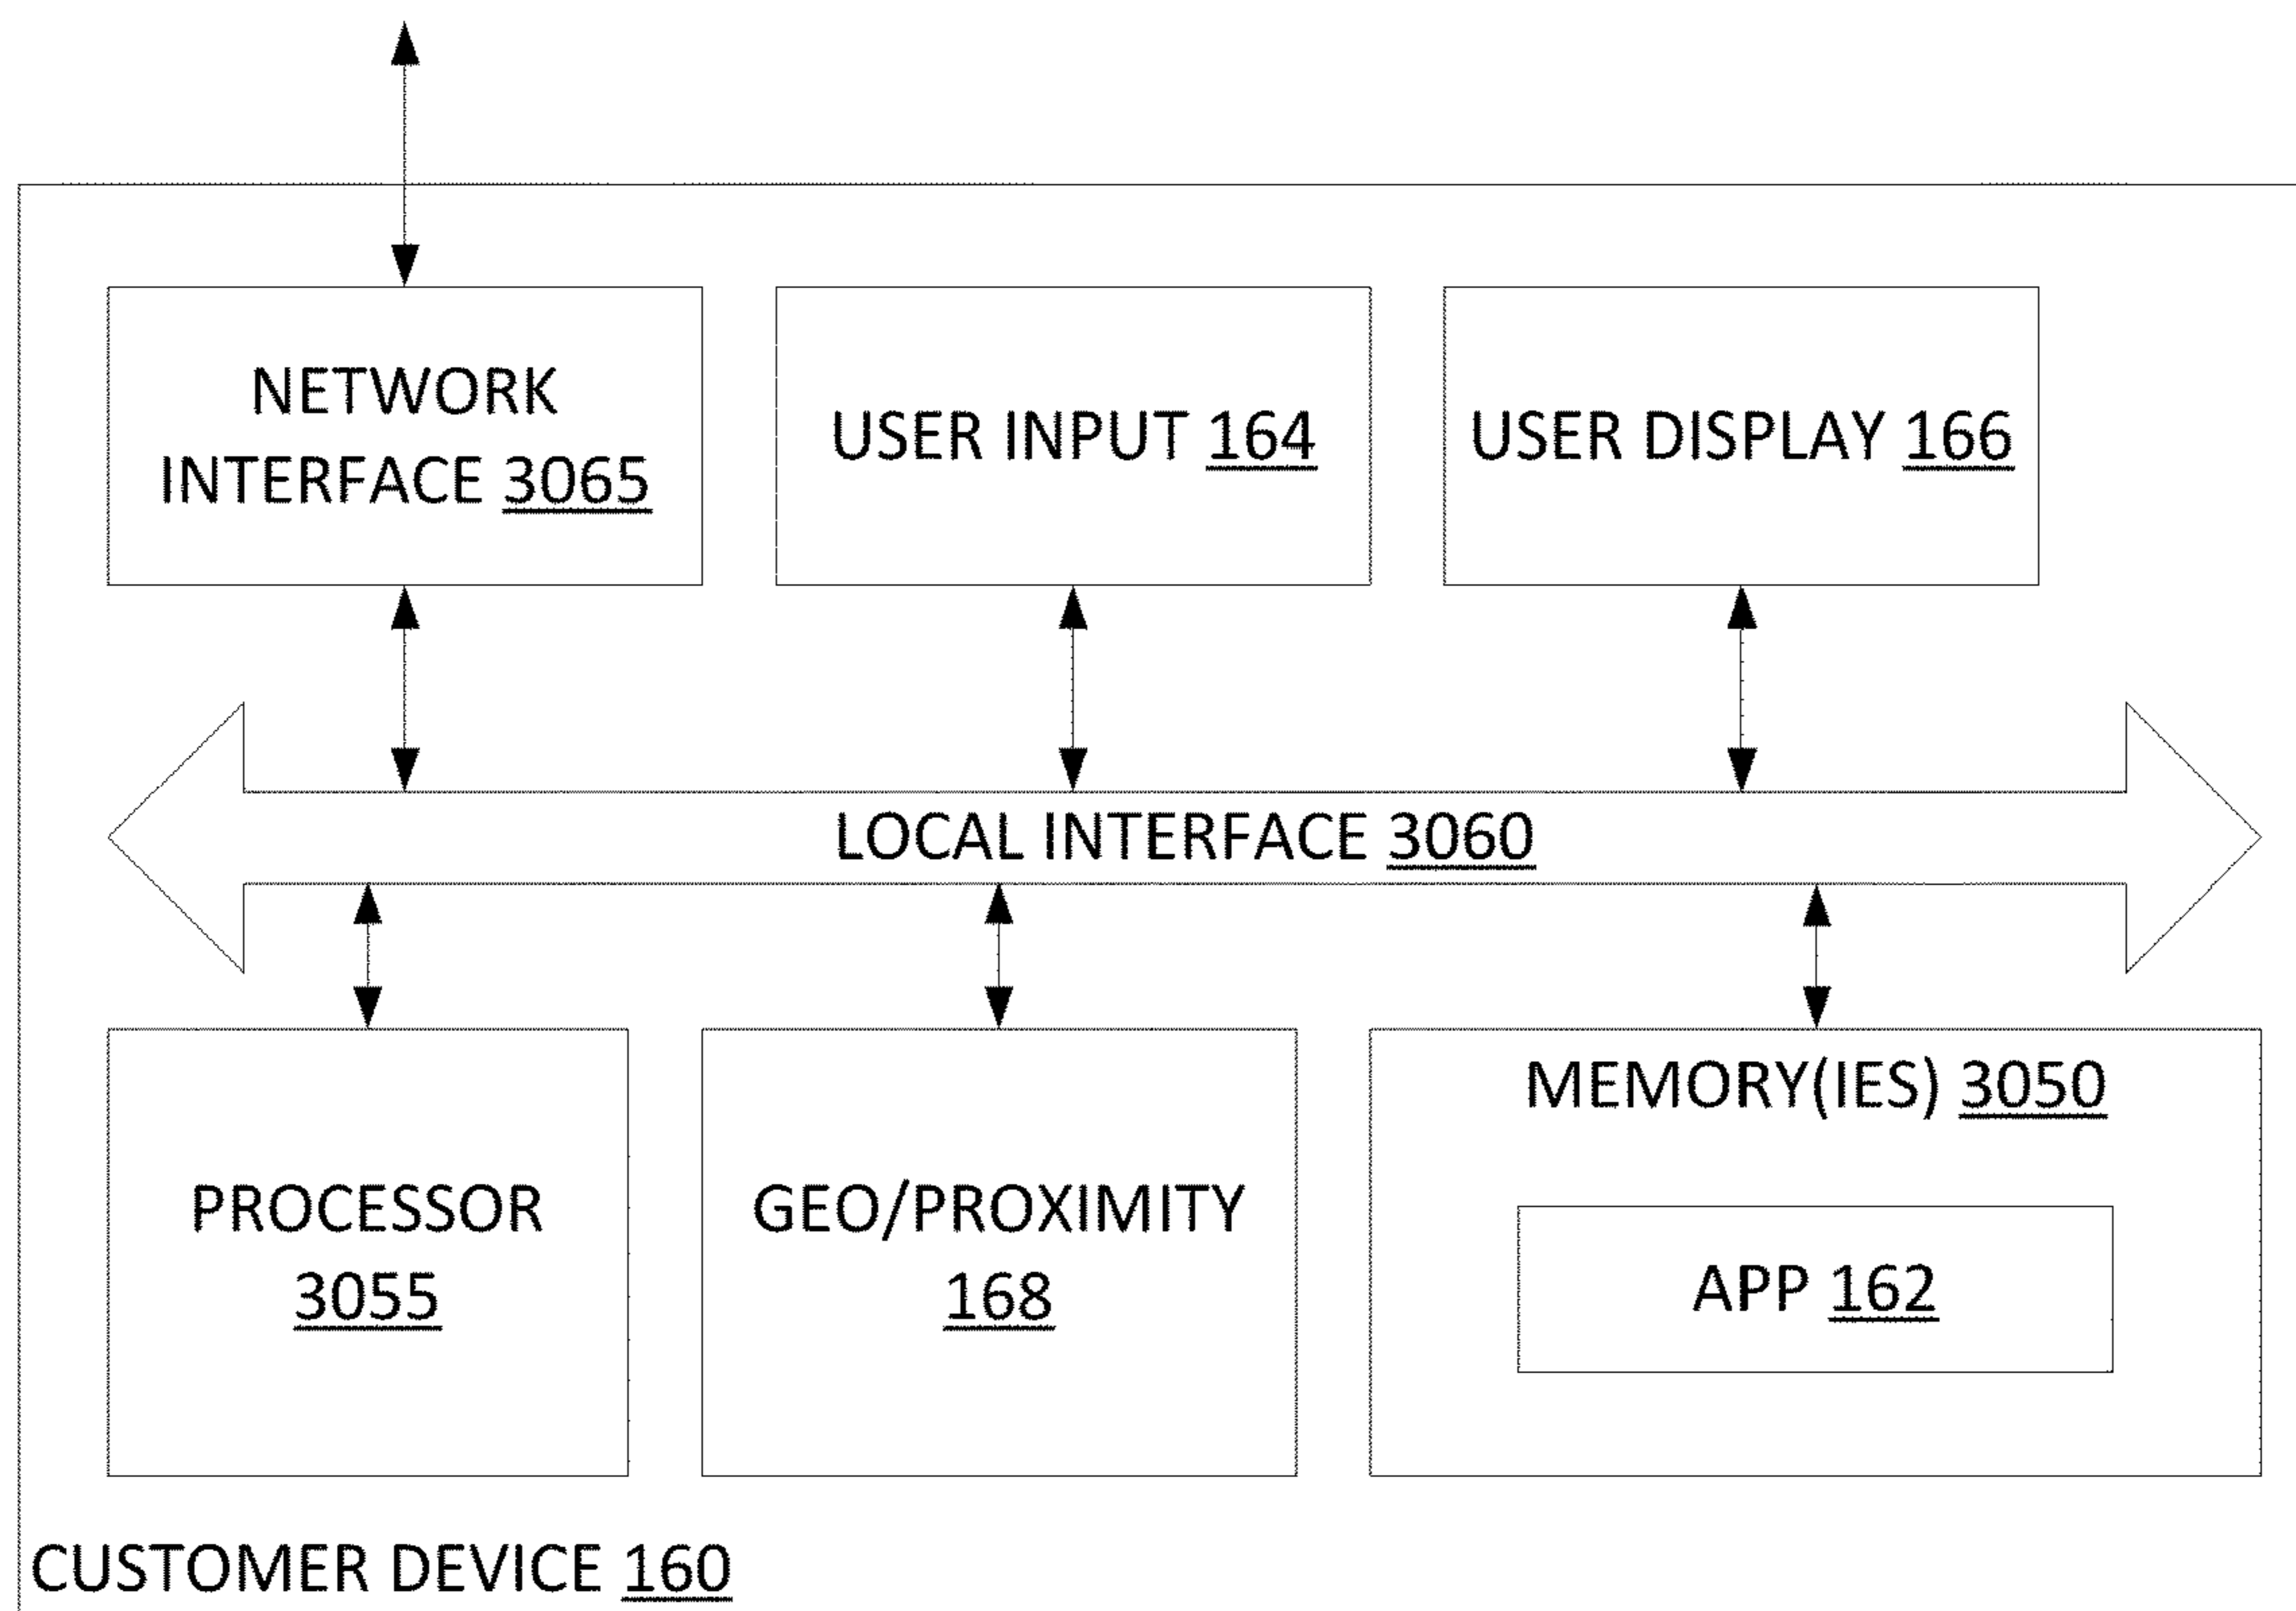 NETWORK
INTERFACE 3065
USER INPUT 164
USER DISPLAY 166
LOCAL INTERFACE 3060
PROCESSOR
3055
GEO/PROXIMITY
168
MEMORY(IES) 3050
APP 162
CUSTOMER DEVICE 160